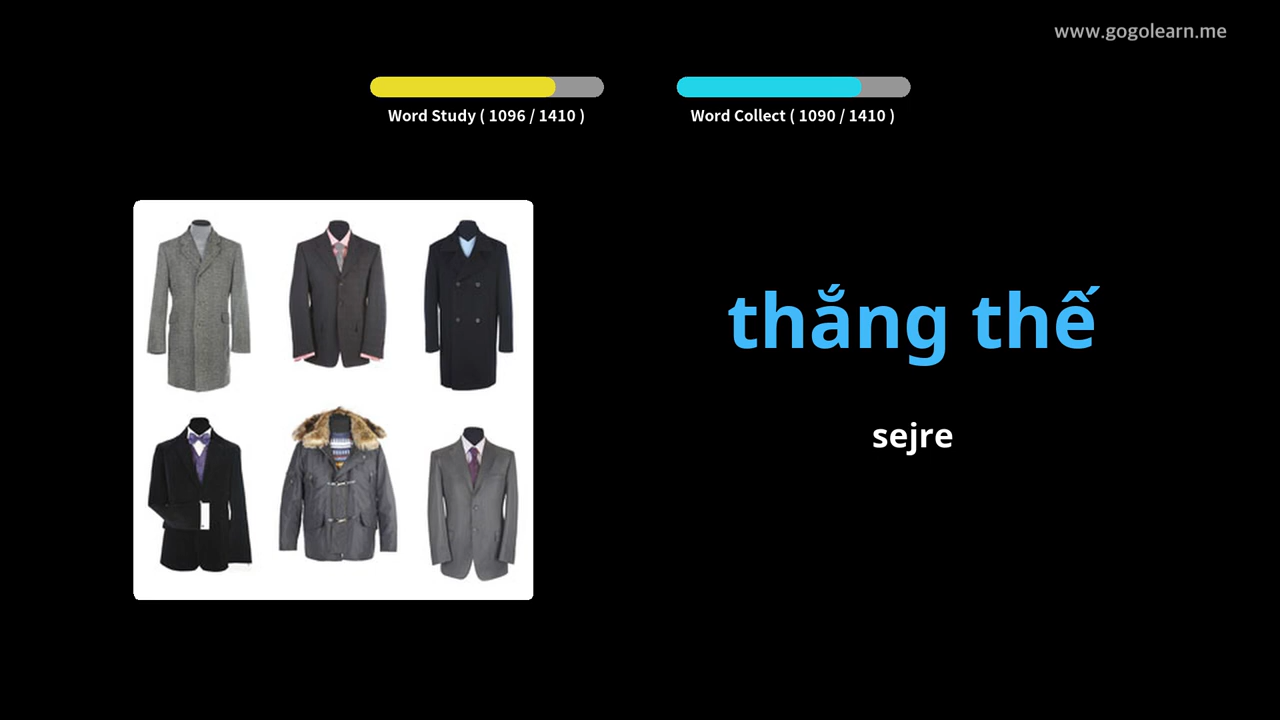 www.gogolearn.me
Word Study ( 1096 / 1410 )
Word Collect ( 1090 / 1410 )
thắng thế
sejre